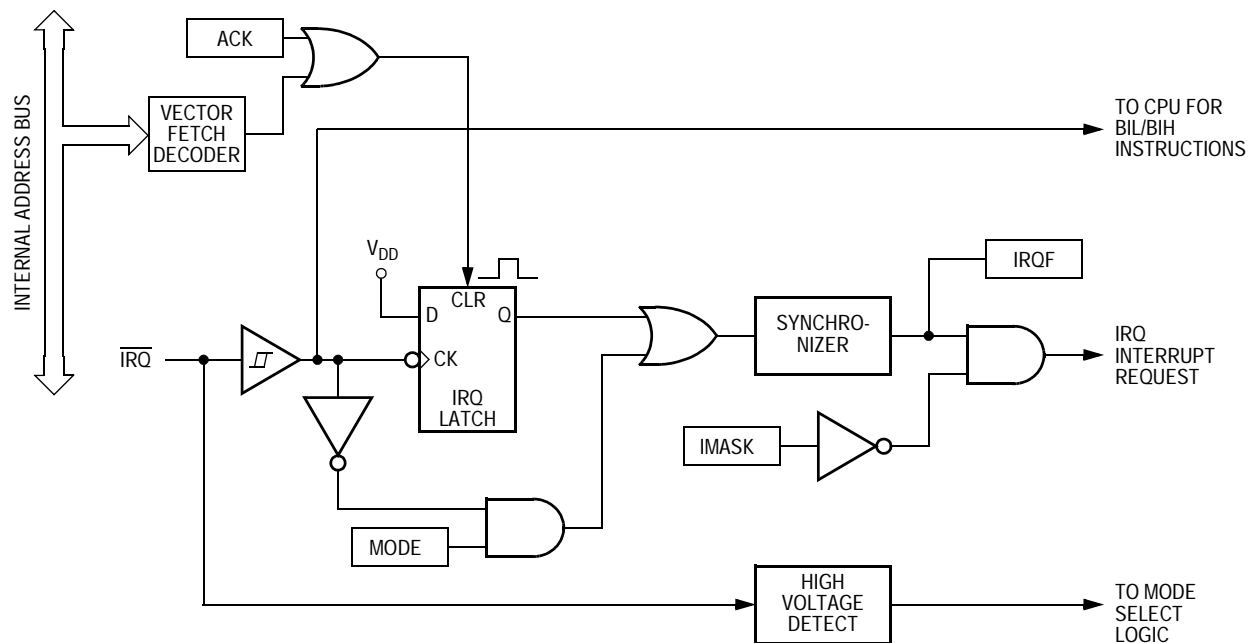 INTERNAL ADDRESS BUS
ACK
VECTOR
FETCH
DECODER
TO CPU FOR
BIL/BIH
INSTRUCTIONS
VDD
CLR
D
Q
CK
IRQ
LATCH
IRQ
SYNCHRO-
NIZER
IRQF
IRQ
INTERRUPT
REQUEST
IMASK
MODE
HIGH
VOLTAGE
DETECT
TO MODE
SELECT
LOGIC